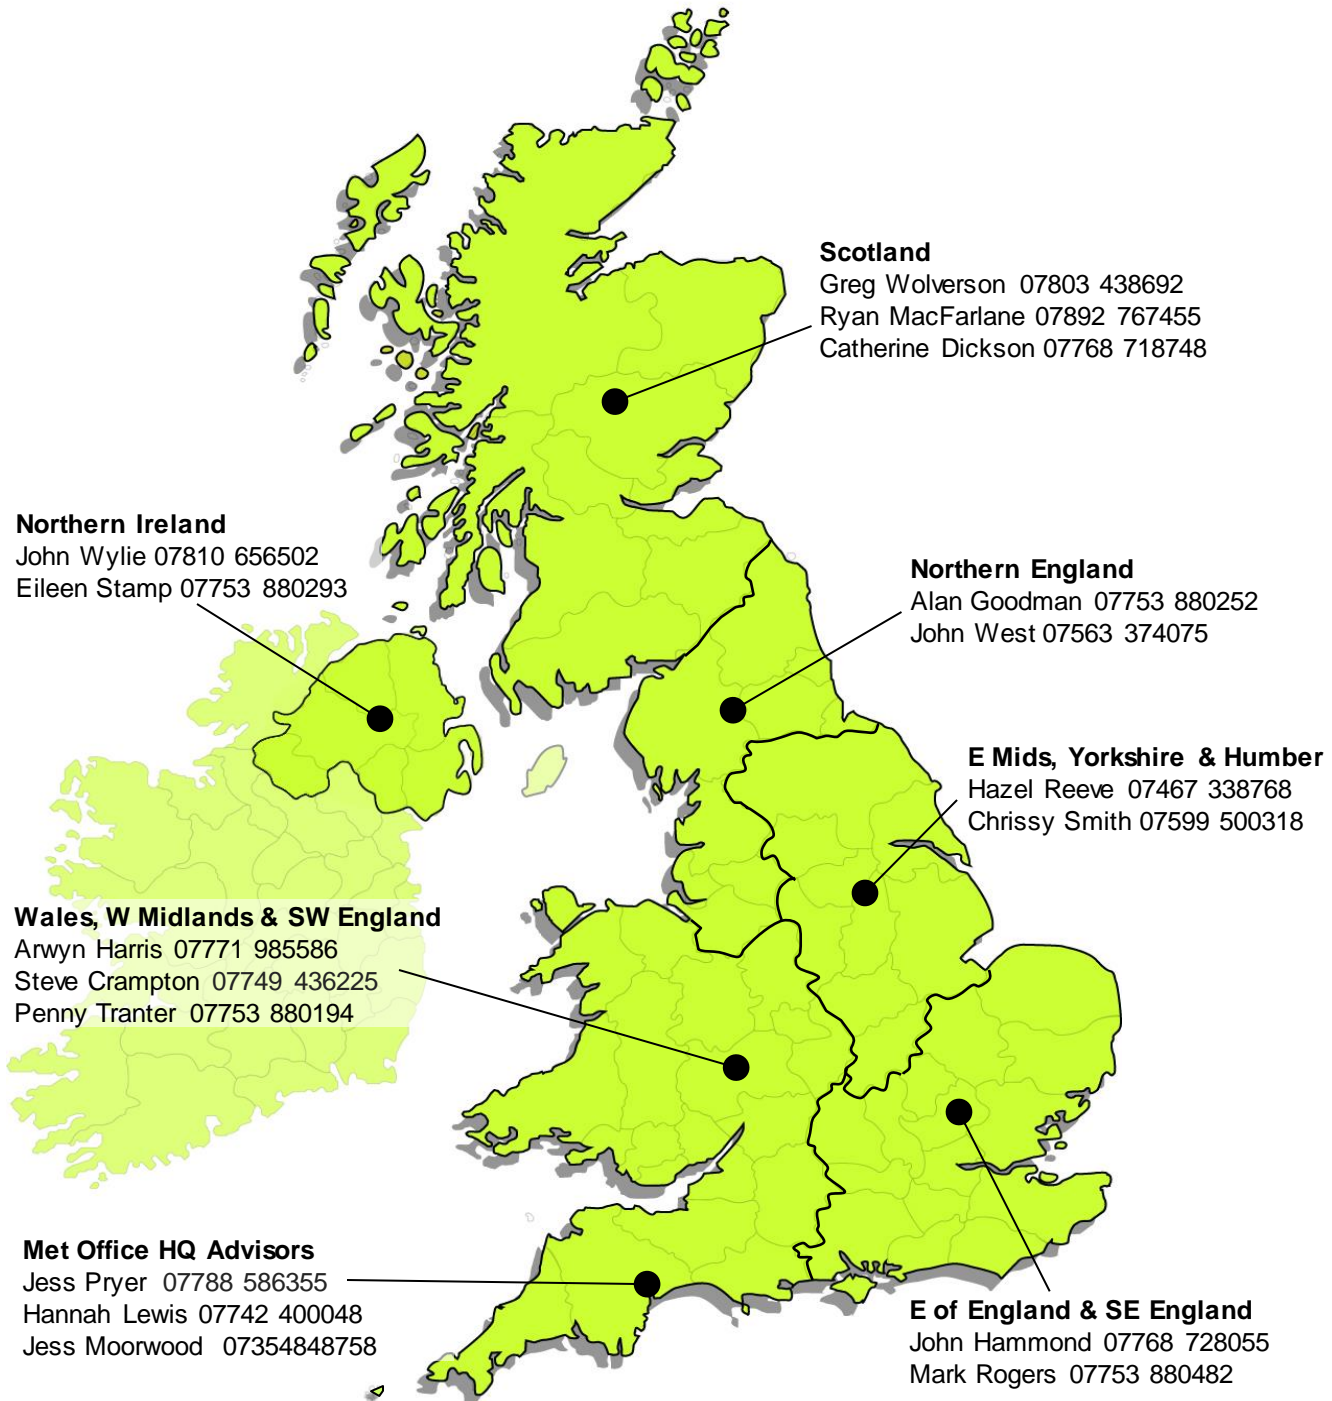 Scotland
Greg Wolverson 07803 438692
Ryan MacFarlane 07892 767455
Catherine Dickson 07768 718748
Northern Ireland
John Wylie 07810 656502
Eileen Stamp 07753 880293
Northern England
Alan Goodman 07753 880252
John West 07563 374075
E Mids, Yorkshire & Humber
Hazel Reeve 07467 338768
Chrissy Smith 07599 500318
Wales, W Midlands & SW England
Arwyn Harris 07771 985586
Steve Crampton 07749 436225
Penny Tranter 07753 880194
Met Office HQ Advisors
Jess Pryer 07788 586355
Hannah Lewis 07742 400048
Jess Moorwood 07354848758
E of England & SE England
John Hammond 07768 728055
Mark Rogers 07753 880482